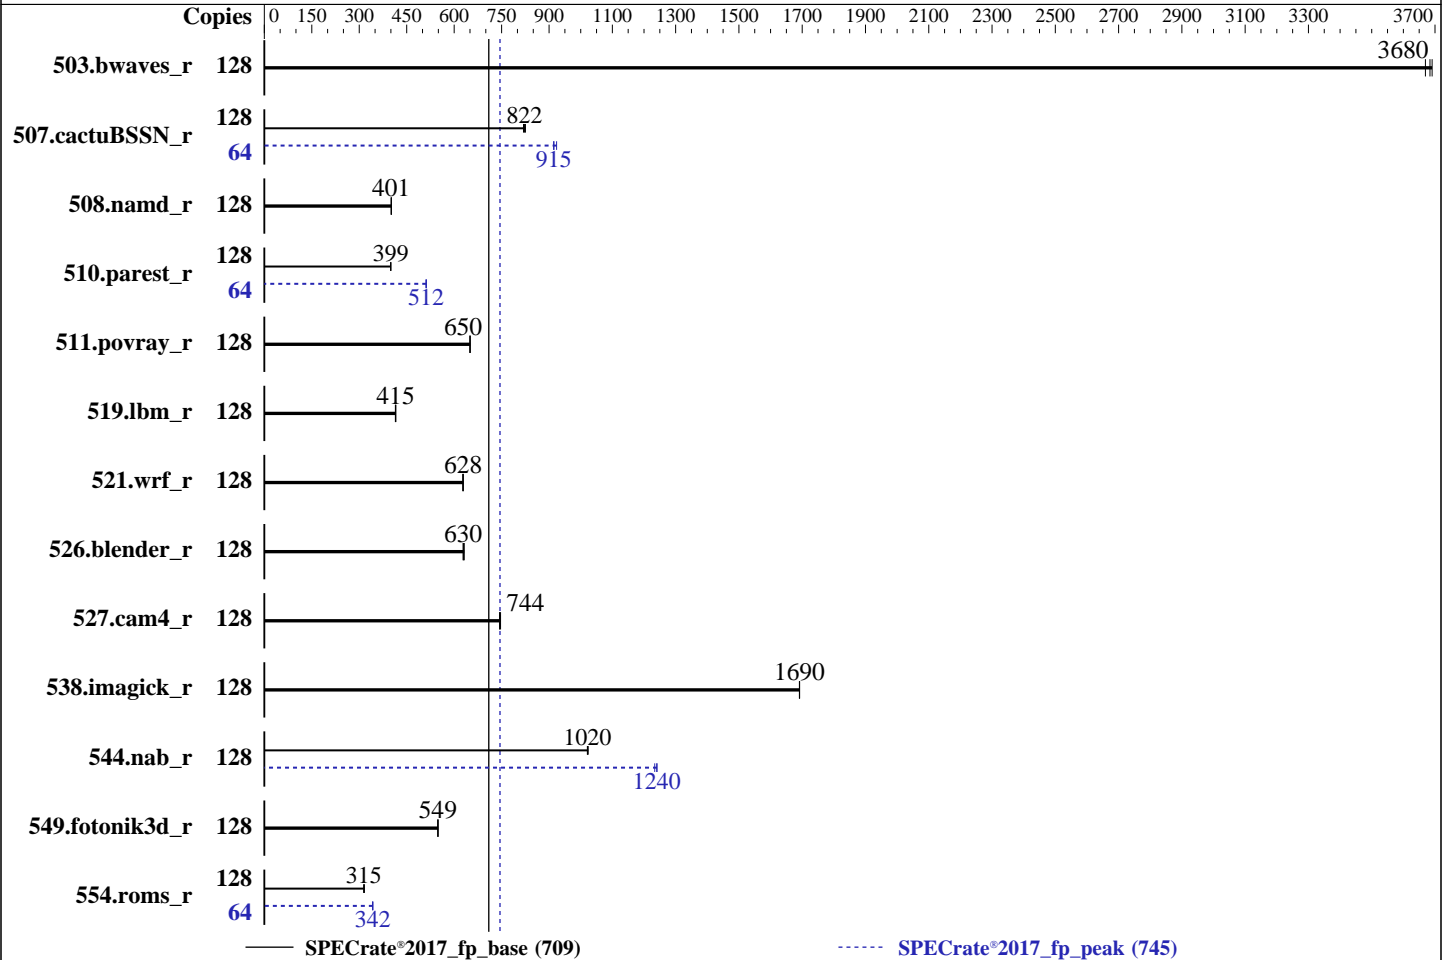 Copies 0 150 300 450 600 750 900 1100 1300 1500 1700 1900 2100 2300 2500 2700 2900 3100 3300 3700
503.bwaves_r 128 3680
507.cactuBSSN_r 128 822
64 915
508.namd_r 128 401
510.parest_r 128 399
64 512
511.povray_r 128 650
519.lbm_r 128 415
521.wrf_r 128 628
526.blender_r 128 630
527.cam4_r 128 744
538.imagick_r 128 1690
544.nab_r 128 1020
1240
549.fotonik3d_r 128 549
554.roms_r 128 315
64 342
SPECrate®2017_fp_base (709) SPECrate®2017_fp_peak (745)